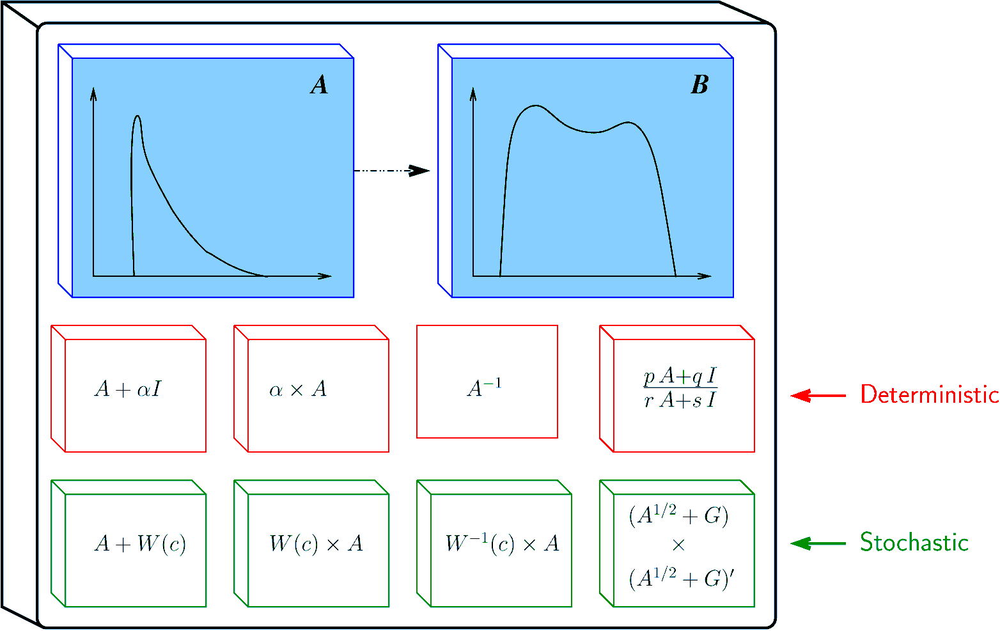 A
B
A + αI
α × A
A⁻¹
p A+q I
r A+s I
Deterministic
A + W(c)
W(c) × A
W⁻¹(c) × A
(A^{1/2} + G)
×
(A^{1/2} + G)′
Stochastic